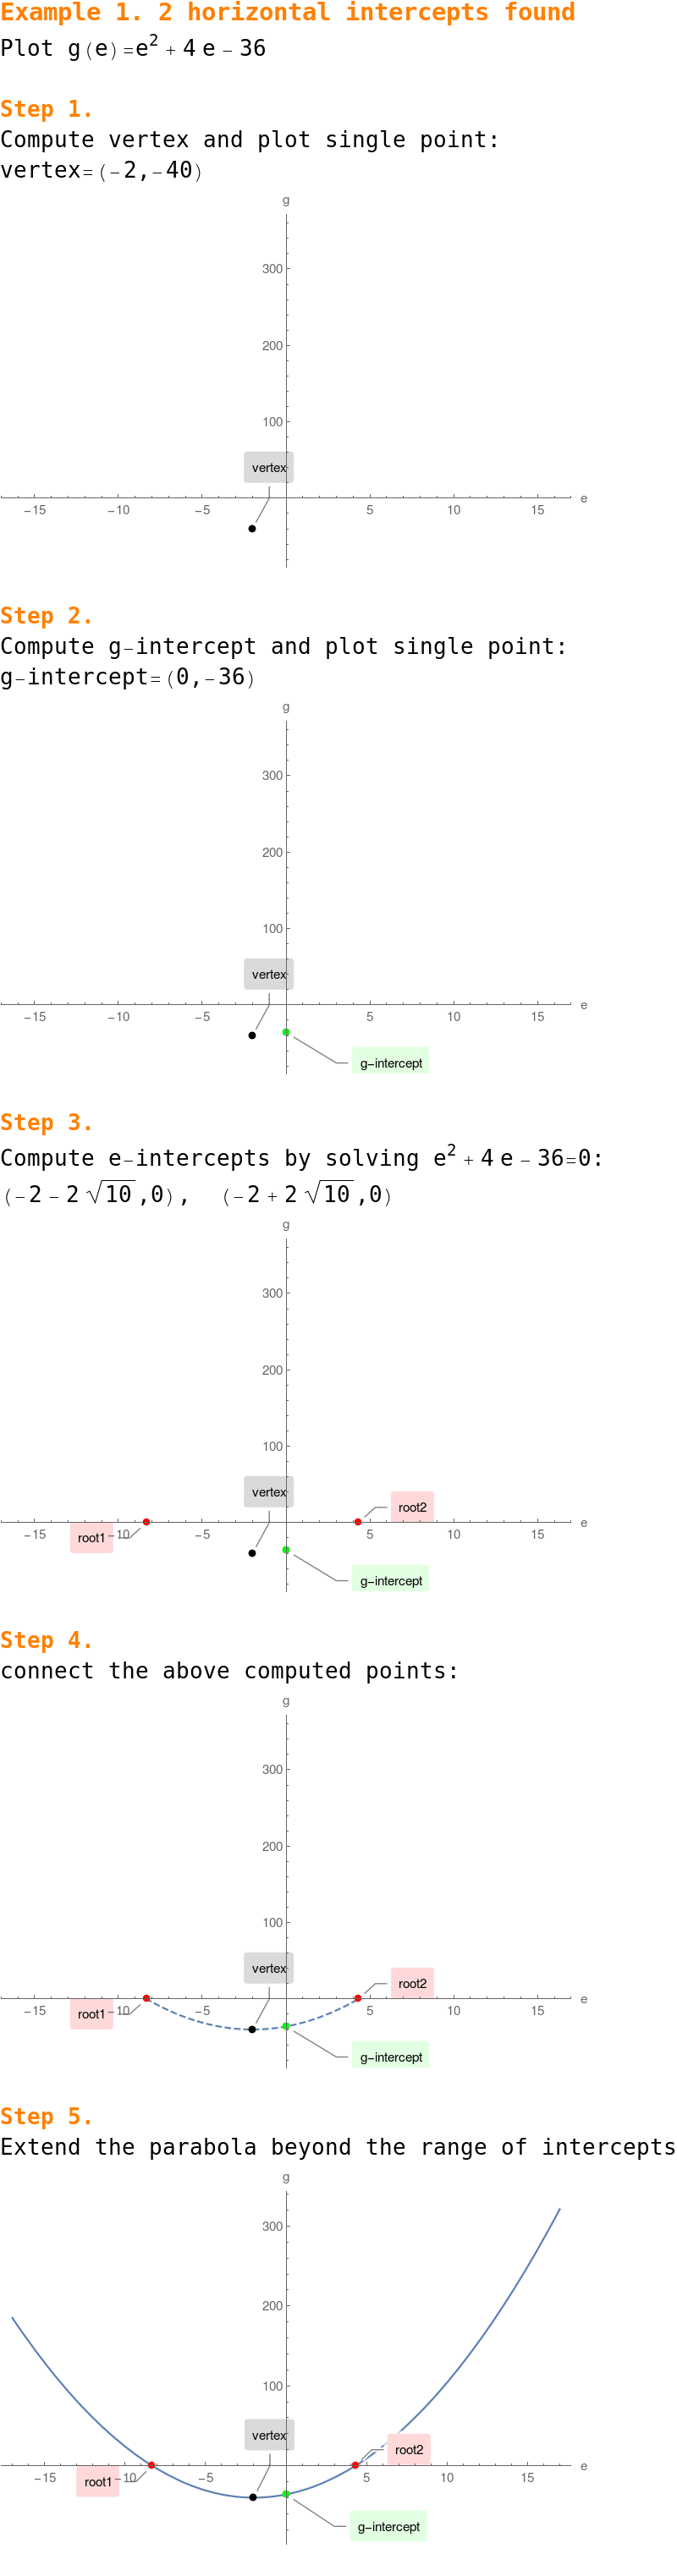 Example 1. 2 horizontal intercepts found
Plot g(e)=e² + 4 e − 36
Step 1.
Compute vertex and plot single point:
vertex=(−2,−40)
g
300
200
100
vertex
−15 −10 −5 5 10 15 e
Step 2.
Compute g−intercept and plot single point:
g−intercept=(0,−36)
g
300
200
100
vertex
−15 −10 −5 5 10 15 e
g−intercept
Step 3.
Compute e−intercepts by solving e² + 4 e − 36=0:
(−2 − 2 √10 ,0), (−2 + 2 √10 ,0)
g
300
200
100
vertex
root2
−15 −10 −5 5 10 15 e
root1
g−intercept
Step 4.
connect the above computed points:
g
300
200
100
vertex
root2
−15 −10 −5 5 10 15 e
root1
g−intercept
Step 5.
Extend the parabola beyond the range of intercepts
g
300
200
100
vertex
root2
−15 −10 −5 5 10 15 e
root1
g−intercept